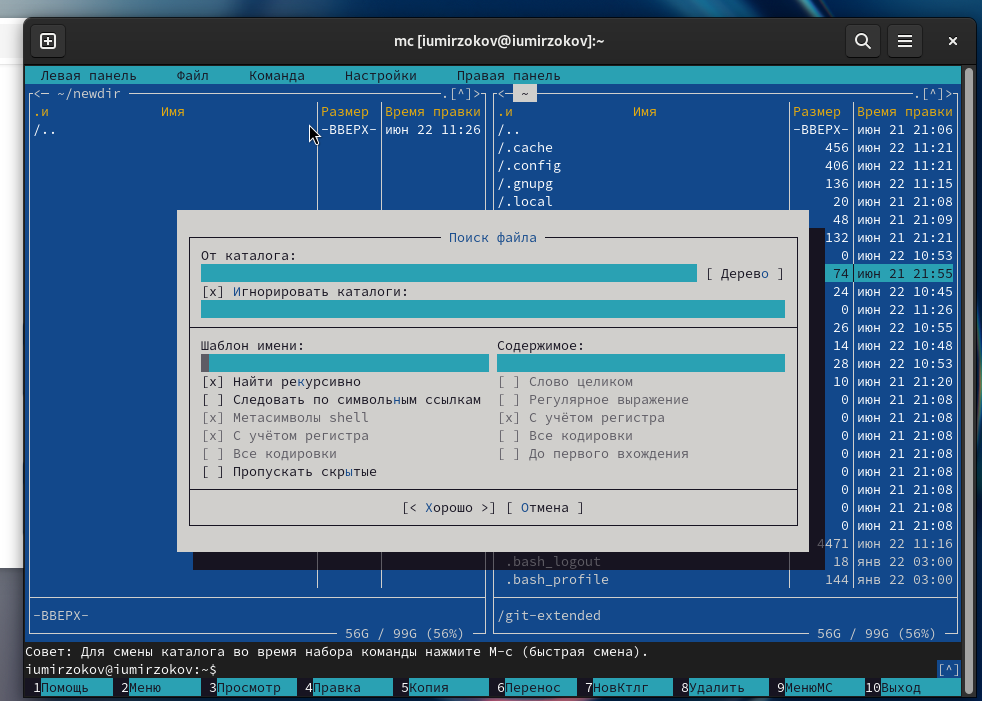 mc [iumirzokov@iumirzokov]:~
Левая панель Файл Команда Настройки Правая панель
<─ ~/newdir .[^]> <─ ~ .[^]>
.и Имя Размер Время правки .и Имя Размер Время правки
/.. -ВВЕРХ- июн 22 11:26 /.. -ВВЕРХ- июн 21 21:06
/.cache 456 июн 22 11:21
/.config 406 июн 22 11:21
/.gnupg 136 июн 22 11:15
/.local 20 июн 21 21:08
48 июн 21 21:09
Поиск файла 132 июн 21 21:21
От каталога: 0 июн 22 10:53
[ Дерево ] 74 июн 21 21:55
[x] Игнорировать каталоги: 24 июн 22 10:45
0 июн 22 11:26
26 июн 22 10:55
Шаблон имени: Содержимое: 14 июн 22 10:48
28 июн 22 10:53
[x] Найти рекурсивно [ ] Слово целиком 10 июн 21 21:20
[ ] Следовать по символьным ссылкам [ ] Регулярное выражение 0 июн 21 21:08
[x] Метасимволы shell [x] С учётом регистра 0 июн 21 21:08
[x] С учётом регистра [ ] Все кодировки 0 июн 21 21:08
[ ] Все кодировки [ ] До первого вхождения 0 июн 21 21:08
[ ] Пропускать скрытые 0 июн 21 21:08
0 июн 21 21:08
[< Хорошо >] [ Отмена ] 0 июн 21 21:08
0 июн 21 21:08
4471 июн 22 11:16
.bash_logout 18 янв 22 03:00
.bash_profile 144 янв 22 03:00
-ВВЕРХ- /git-extended
56G / 99G (56%) 56G / 99G (56%)
Совет: Для смены каталога во время набора команды нажмите M-c (быстрая смена).
iumirzokov@iumirzokov:~$ [^]
1Помощь 2Меню 3Просмотр 4Правка 5Копия 6Перенос 7НовКтлг 8Удалить 9МенюМС 10Выход